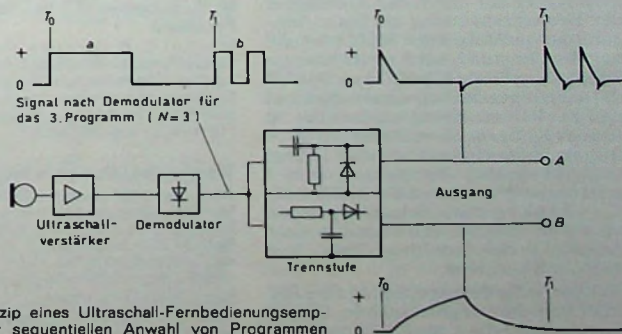 T₀
T₁
T₀
T₁
+
a
b
0
+
0
Signal nach Demodulator für
das 3. Programm (N=3)
A
Ausgang
B
Ultraschall-
verstärker
Demodulator
Trennstufe
T₀
T₁
+
0
eines Ultraschall-Fernbedienungsemp-
sequentiellen Anwahl von Programmen